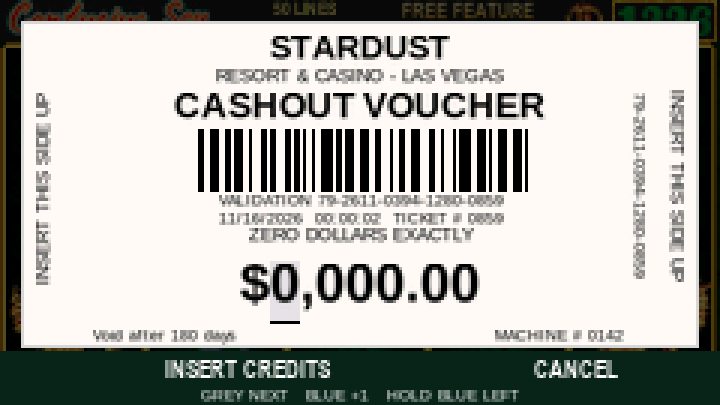 50 LINES
FREE FEATURE
STARDUST
RESORT & CASINO - LAS VEGAS
CASHOUT VOUCHER
INSERT THIS SIDE UP
VALIDATION 79-2611-0394-1280-0859
11/16/2026 00:00:02 TICKET # 0859
ZERO DOLLARS EXACTLY
$0,000.00
Void after 180 days
MACHINE # 0142
79-2611-0394-1280-0859
INSERT THIS SIDE UP
INSERT CREDITS
CANCEL
GREY NEXT BLUE +1 HOLD BLUE LEFT